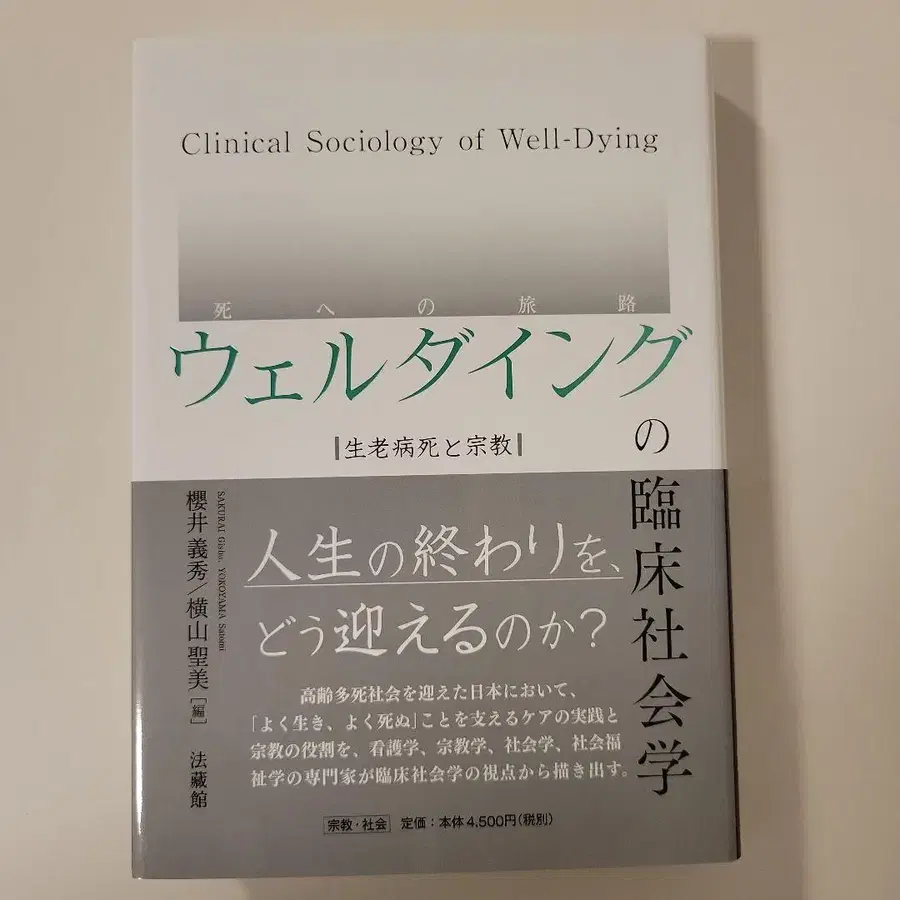 Clinical Sociology of Well-Dying
死への旅路
ウェルダイング
の臨床社会学
生老病死と宗教
櫻井義秀／横山聖美［編］
SAKURAI Gishu, YOKOYAMA Satomi
法藏館
人生の終わりを、
どう迎えるのか?
高齢多死社会を迎えた日本において、
「よく生き、よく死ぬ」ことを支えるケアの実践と
宗教の役割を、看護学、宗教学、社会学、社会福
祉学の専門家が臨床社会学の視点から描き出す。
宗教・社会 定価：本体4,500円(税別)